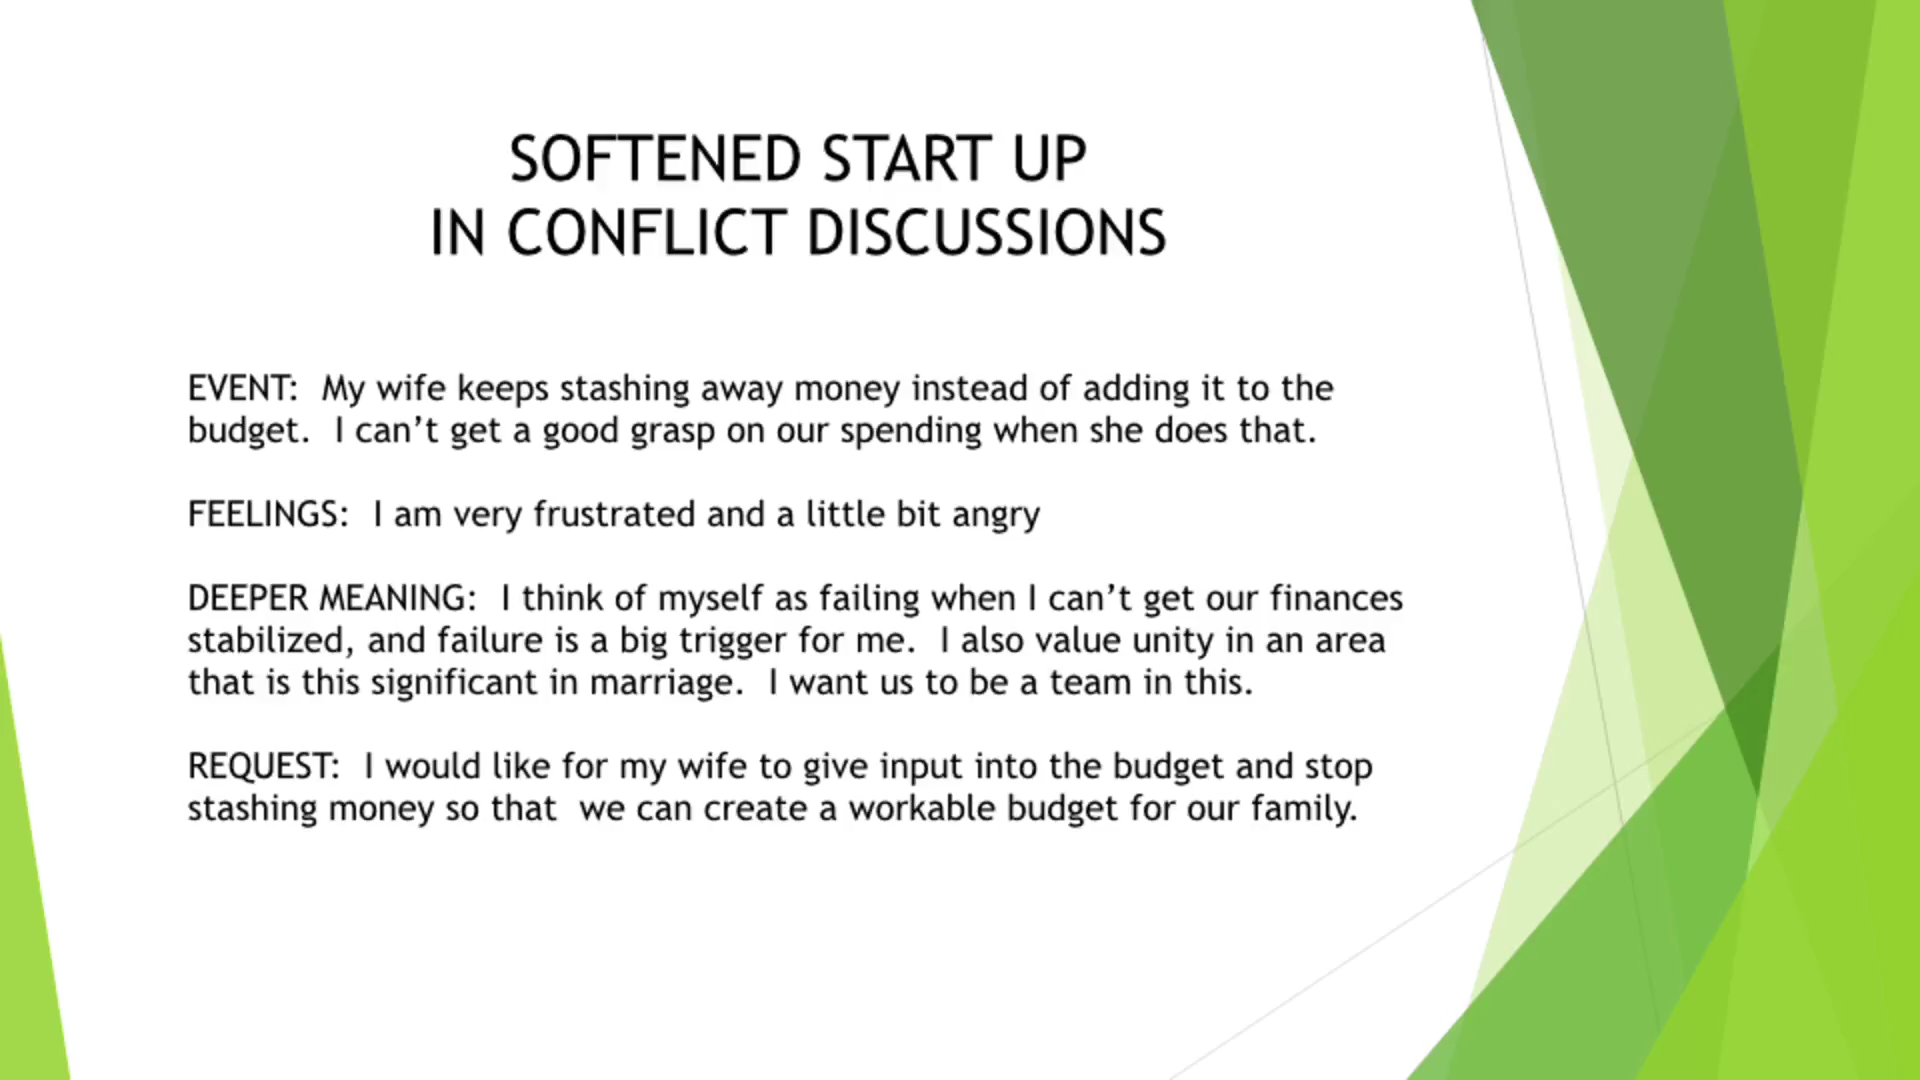 SOFTENED START UP
IN CONFLICT DISCUSSIONS
EVENT:  My wife keeps stashing away money instead of adding it to the
budget.  I can’t get a good grasp on our spending when she does that.
FEELINGS:  I am very frustrated and a little bit angry
DEEPER MEANING:  I think of myself as failing when I can’t get our finances
stabilized, and failure is a big trigger for me.  I also value unity in an area
that is this significant in marriage.  I want us to be a team in this.
REQUEST:  I would like for my wife to give input into the budget and stop
stashing money so that  we can create a workable budget for our family.